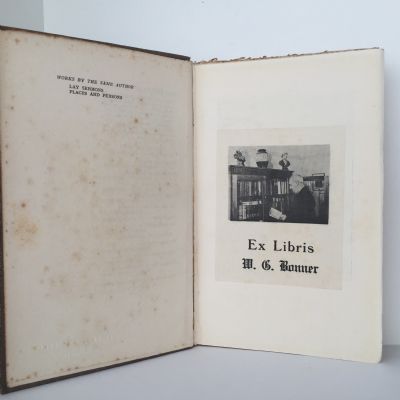 WORKS BY THE SAME AUTHOR
LAY SERMONS
PLACES AND PERSONS
Ex Libris
W. G. Bonner